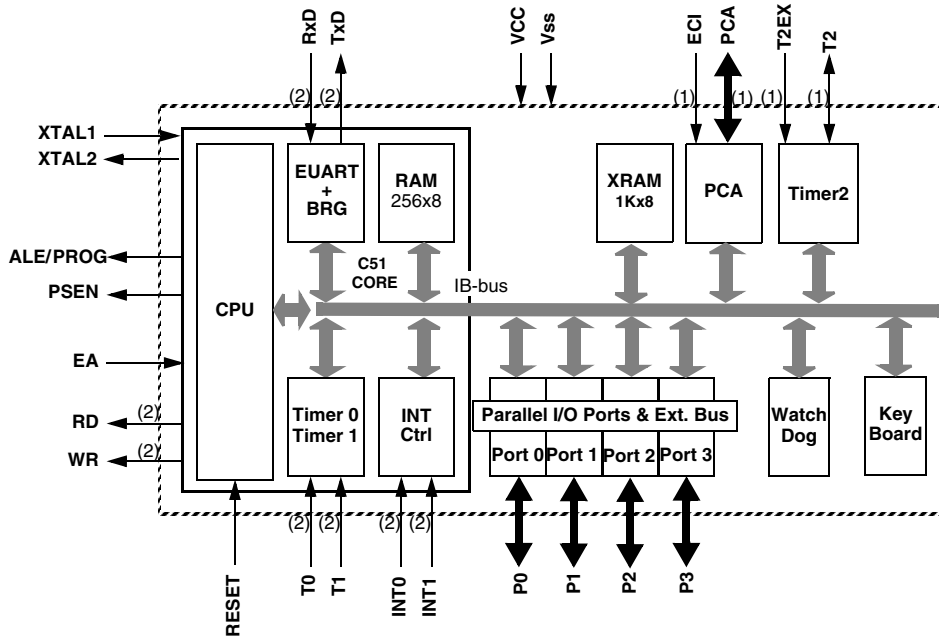 RxD
TxD
VCC
Vss
ECI
PCA
T2EX
T2
(2)
(2)
(1)
(1)
(1)
(1)
XTAL1
XTAL2
EUART
+
BRG
RAM
256x8
XRAM
1Kx8
PCA
Timer2
ALE/PROG
PSEN
CPU
C51
CORE
IB-bus
EA
RD
(2)
WR
(2)
Timer 0
Timer 1
INT
Ctrl
Parallel I/O Ports & Ext. Bus
Port 0
Port 1
Port 2
Port 3
Watch
Dog
Key
Board
(2)
(2)
(2)
(2)
RESET
T0
T1
INT0
INT1
P0
P1
P2
P3